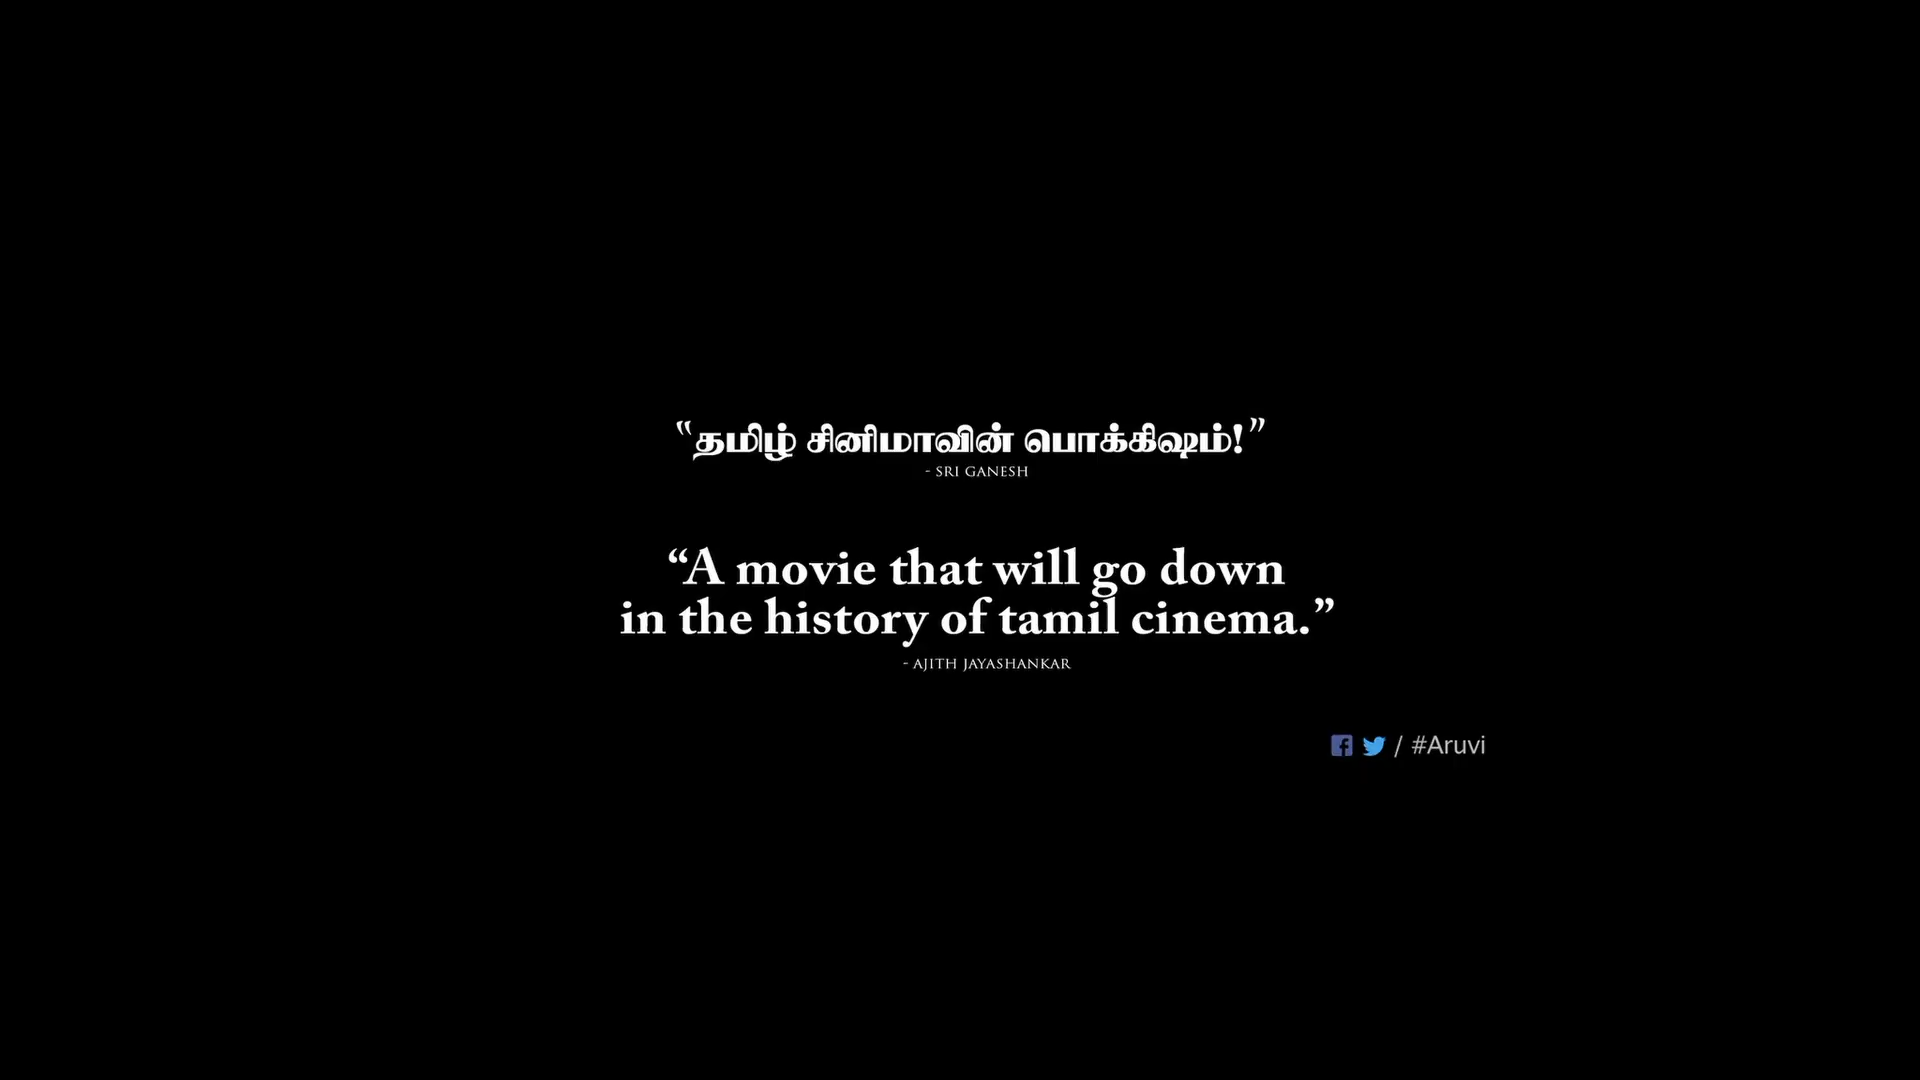 “தமிழ் சினிமாவின் பொக்கிஷம்!”
- SRI GANESH
“A movie that will go down
in the history of tamil cinema.”
- AJITH JAYASHANKAR
/ #Aruvi